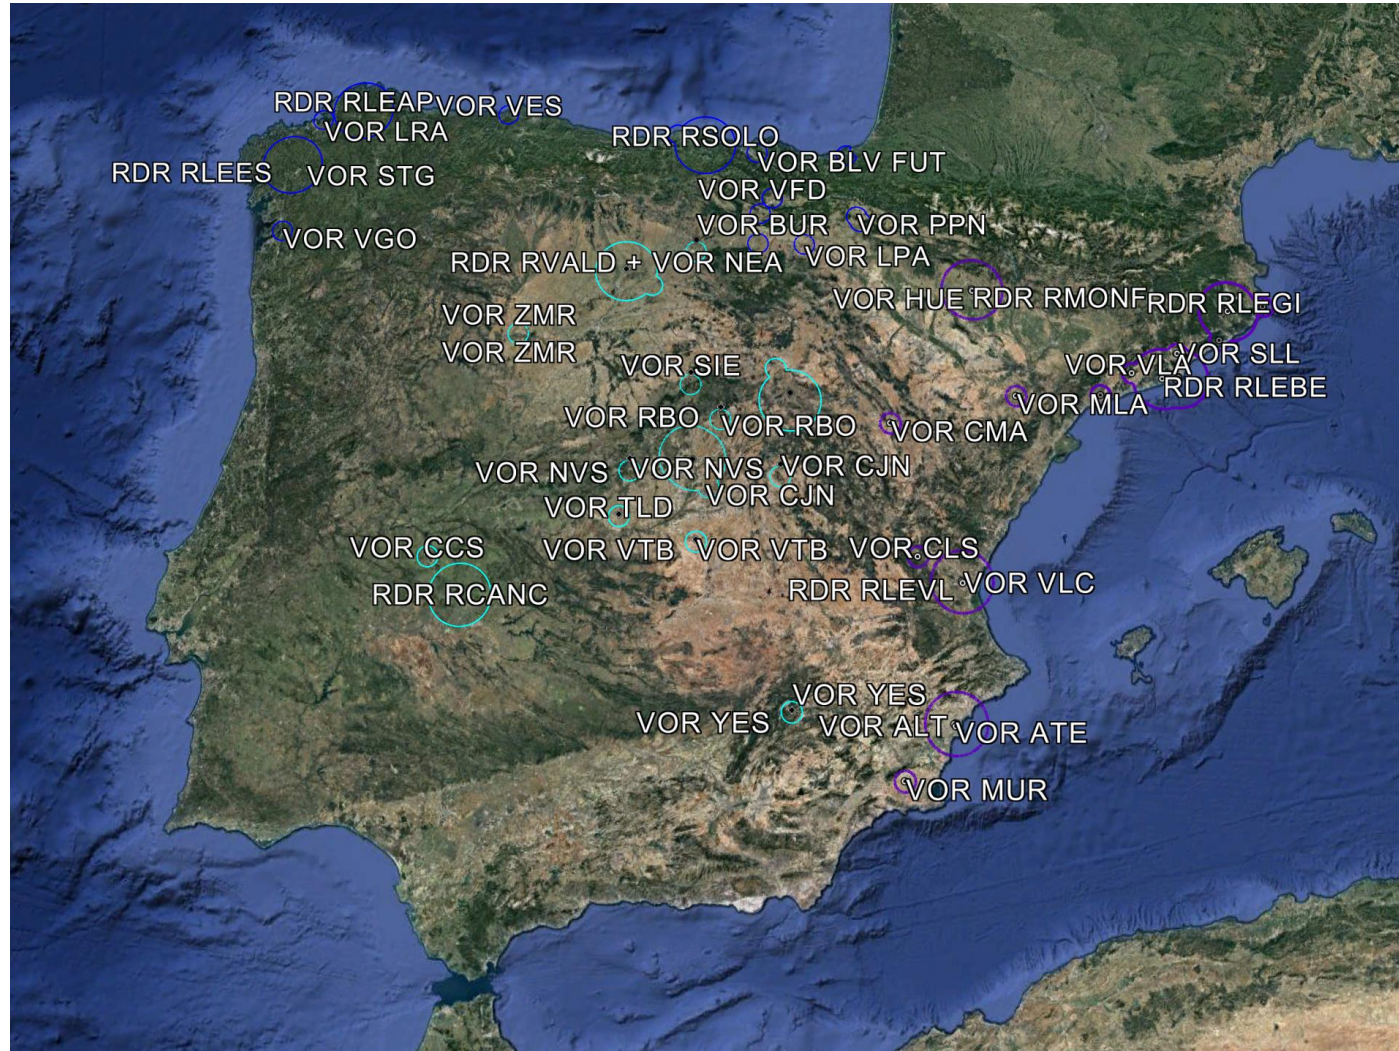 RDR RLEAP
VOR VES
VOR LRA
RDR RSOLO
VOR BLV FUT
RDR RLEES
VOR STG
VOR VFD
VOR BUR
VOR PPN
VOR VGO
VOR LPA
RDR RVALD + VOR NEA
VOR HUE
RDR RMONF
RDR RLEGI
VOR ZMR
VOR ZMR
VOR SIE
VOR VLA
VOR SLL
RDR RLEBE
VOR MLA
VOR RBO
VOR RBO
VOR CMA
VOR NVS
VOR NVS
VOR CJN
VOR CJN
VOR TLD
VOR CCS
VOR VTB
VOR VTB
VOR CLS
RDR RCANC
RDR RLEVL
VOR VLC
VOR YES
VOR YES
VOR ALT
VOR ATE
VOR MUR